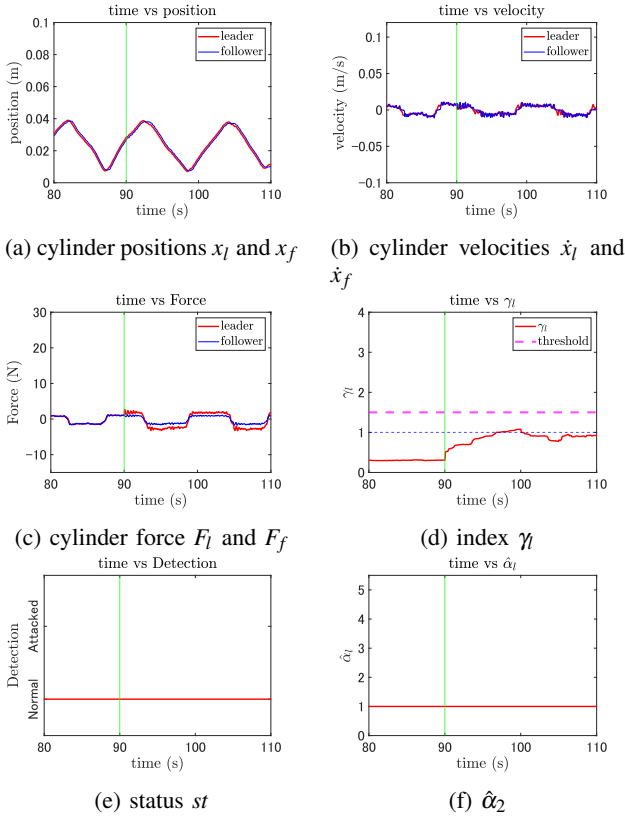 time vs position
0.1
0.08
0.06
0.04
0.02
0
position (m)
leader
follower
80 90 100 110
time (s)
(a) cylinder positions x_l and x_f
time vs velocity
0.1
0.05
0
−0.05
−0.1
velocity (m/s)
leader
follower
80 90 100 110
time (s)
(b) cylinder velocities ẋ_l and
ẋ_f
time vs Force
30
20
10
0
−10
Force (N)
leader
follower
80 90 100 110
time (s)
(c) cylinder force F_l and F_f
time vs γ_l
4
3
2
1
0
γ_l
γ_l
threshold
80 90 100 110
time (s)
(d) index γ_l
time vs Detection
Detection
Attacked
Normal
80 90 100 110
time (s)
(e) status st
time vs α̂_l
5
4
3
2
1
0
α̂_l
80 90 100 110
time (s)
(f) α̂_2